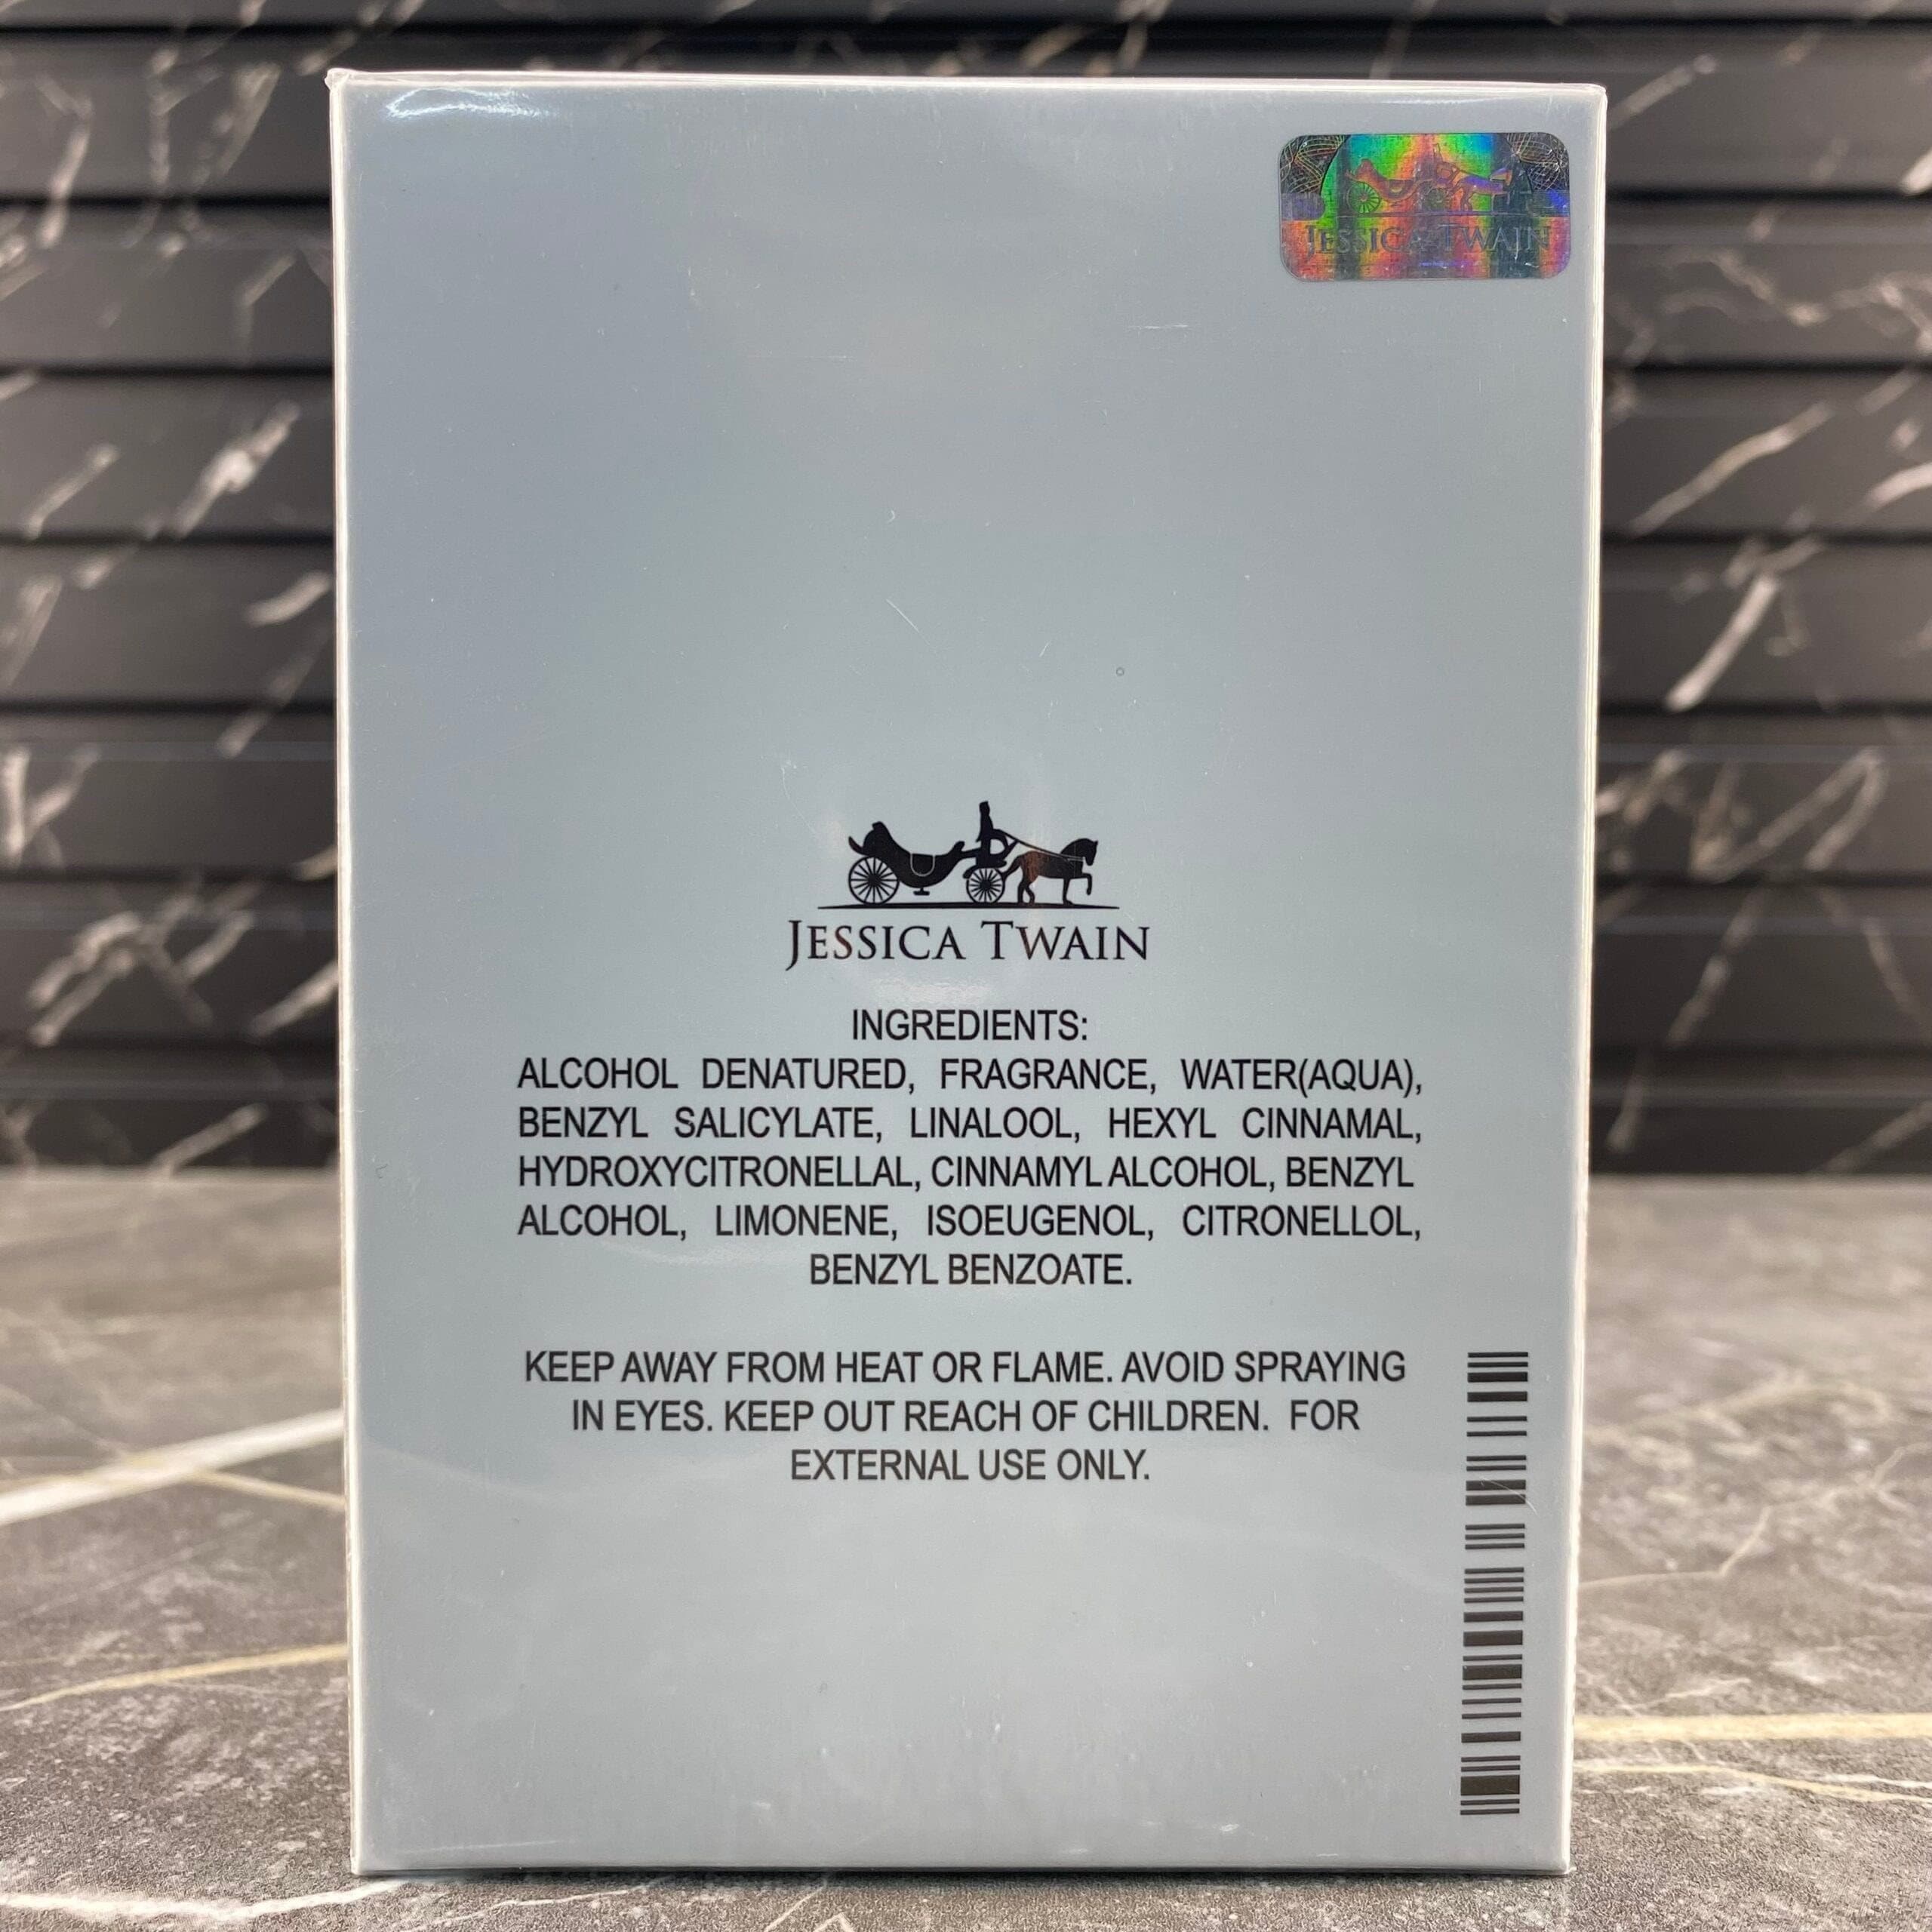 JESSICA TWAIN
JESSICA TWAIN
INGREDIENTS:
ALCOHOL DENATURED, FRAGRANCE, WATER(AQUA),
BENZYL SALICYLATE, LINALOOL, HEXYL CINNAMAL,
HYDROXYCITRONELLAL, CINNAMYL ALCOHOL, BENZYL
ALCOHOL, LIMONENE, ISOEUGENOL, CITRONELLOL,
BENZYL BENZOATE.
KEEP AWAY FROM HEAT OR FLAME. AVOID SPRAYING
IN EYES. KEEP OUT REACH OF CHILDREN. FOR
EXTERNAL USE ONLY.